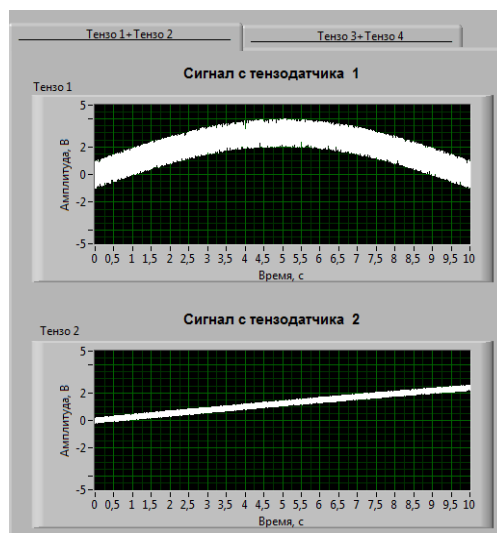 Тензо 1+Тензо 2
Тензо 3+Тензо 4
Сигнал с тензодатчика 1
Тензо 1
Амплитуда, В
5
2
0
-2
-5
0 0,5 1 1,5 2 2,5 3 3,5 4 4,5 5 5,5 6 6,5 7 7,5 8 8,5 9 9,5 10
Время, с
Сигнал с тензодатчика 2
Тензо 2
Амплитуда, В
5
2
0
-2
-5
0 0,5 1 1,5 2 2,5 3 3,5 4 4,5 5 5,5 6 6,5 7 7,5 8 8,5 9 9,5 10
Время, с